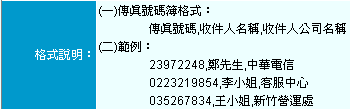 (一)傳真號碼簿格式：
傳真號碼,收件人名稱,收件人公司名稱
格式說明：
(二)範例：
23972248,鄭先生,中華電信
0223219854,李小姐,客服中心
035267834,王小姐,新竹營運處